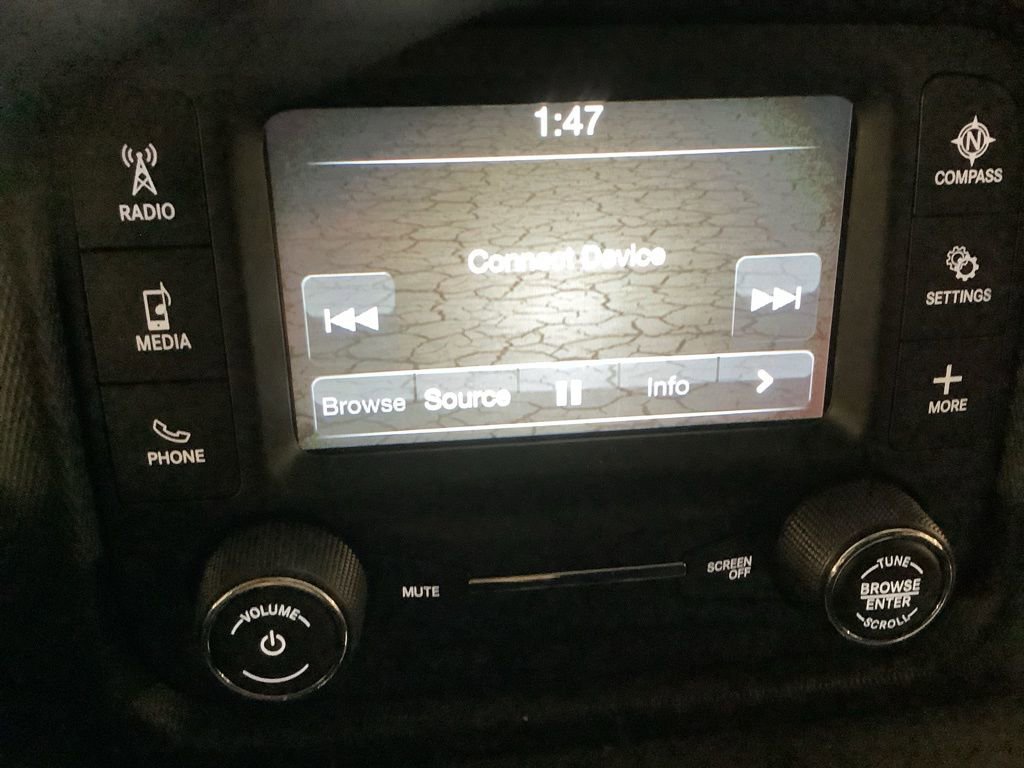 1:47
RADIO
COMPASS
Connect Device
SETTINGS
MEDIA
Browse Source Info
MORE
PHONE
MUTE
SCREEN
OFF
VOLUME
TUNE
BROWSE
ENTER
SCROLL